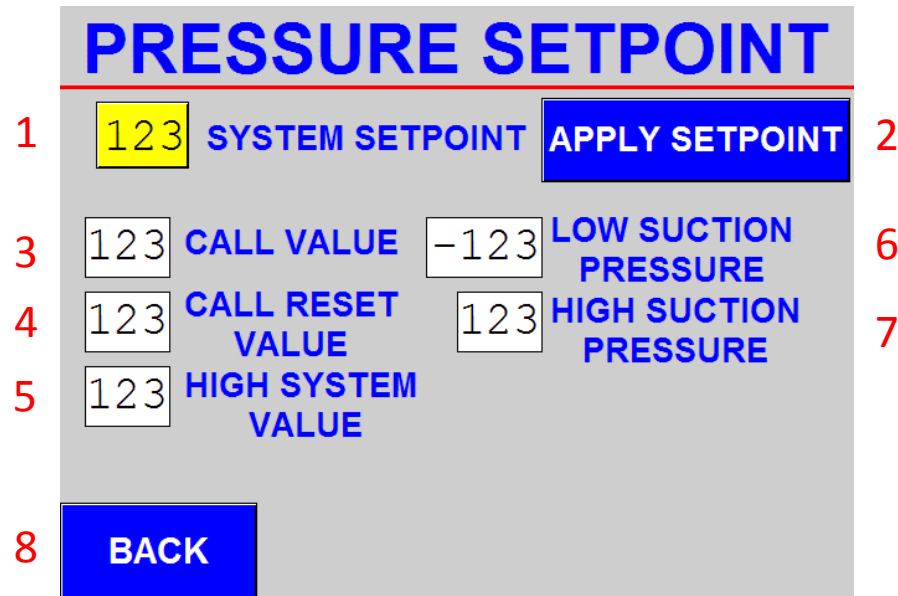 PRESSURE SETPOINT
1 123 SYSTEM SETPOINT APPLY SETPOINT 2
3 123 CALL VALUE -123 LOW SUCTION PRESSURE 6
4 123 CALL RESET VALUE 123 HIGH SUCTION PRESSURE 7
5 123 HIGH SYSTEM VALUE
8 BACK